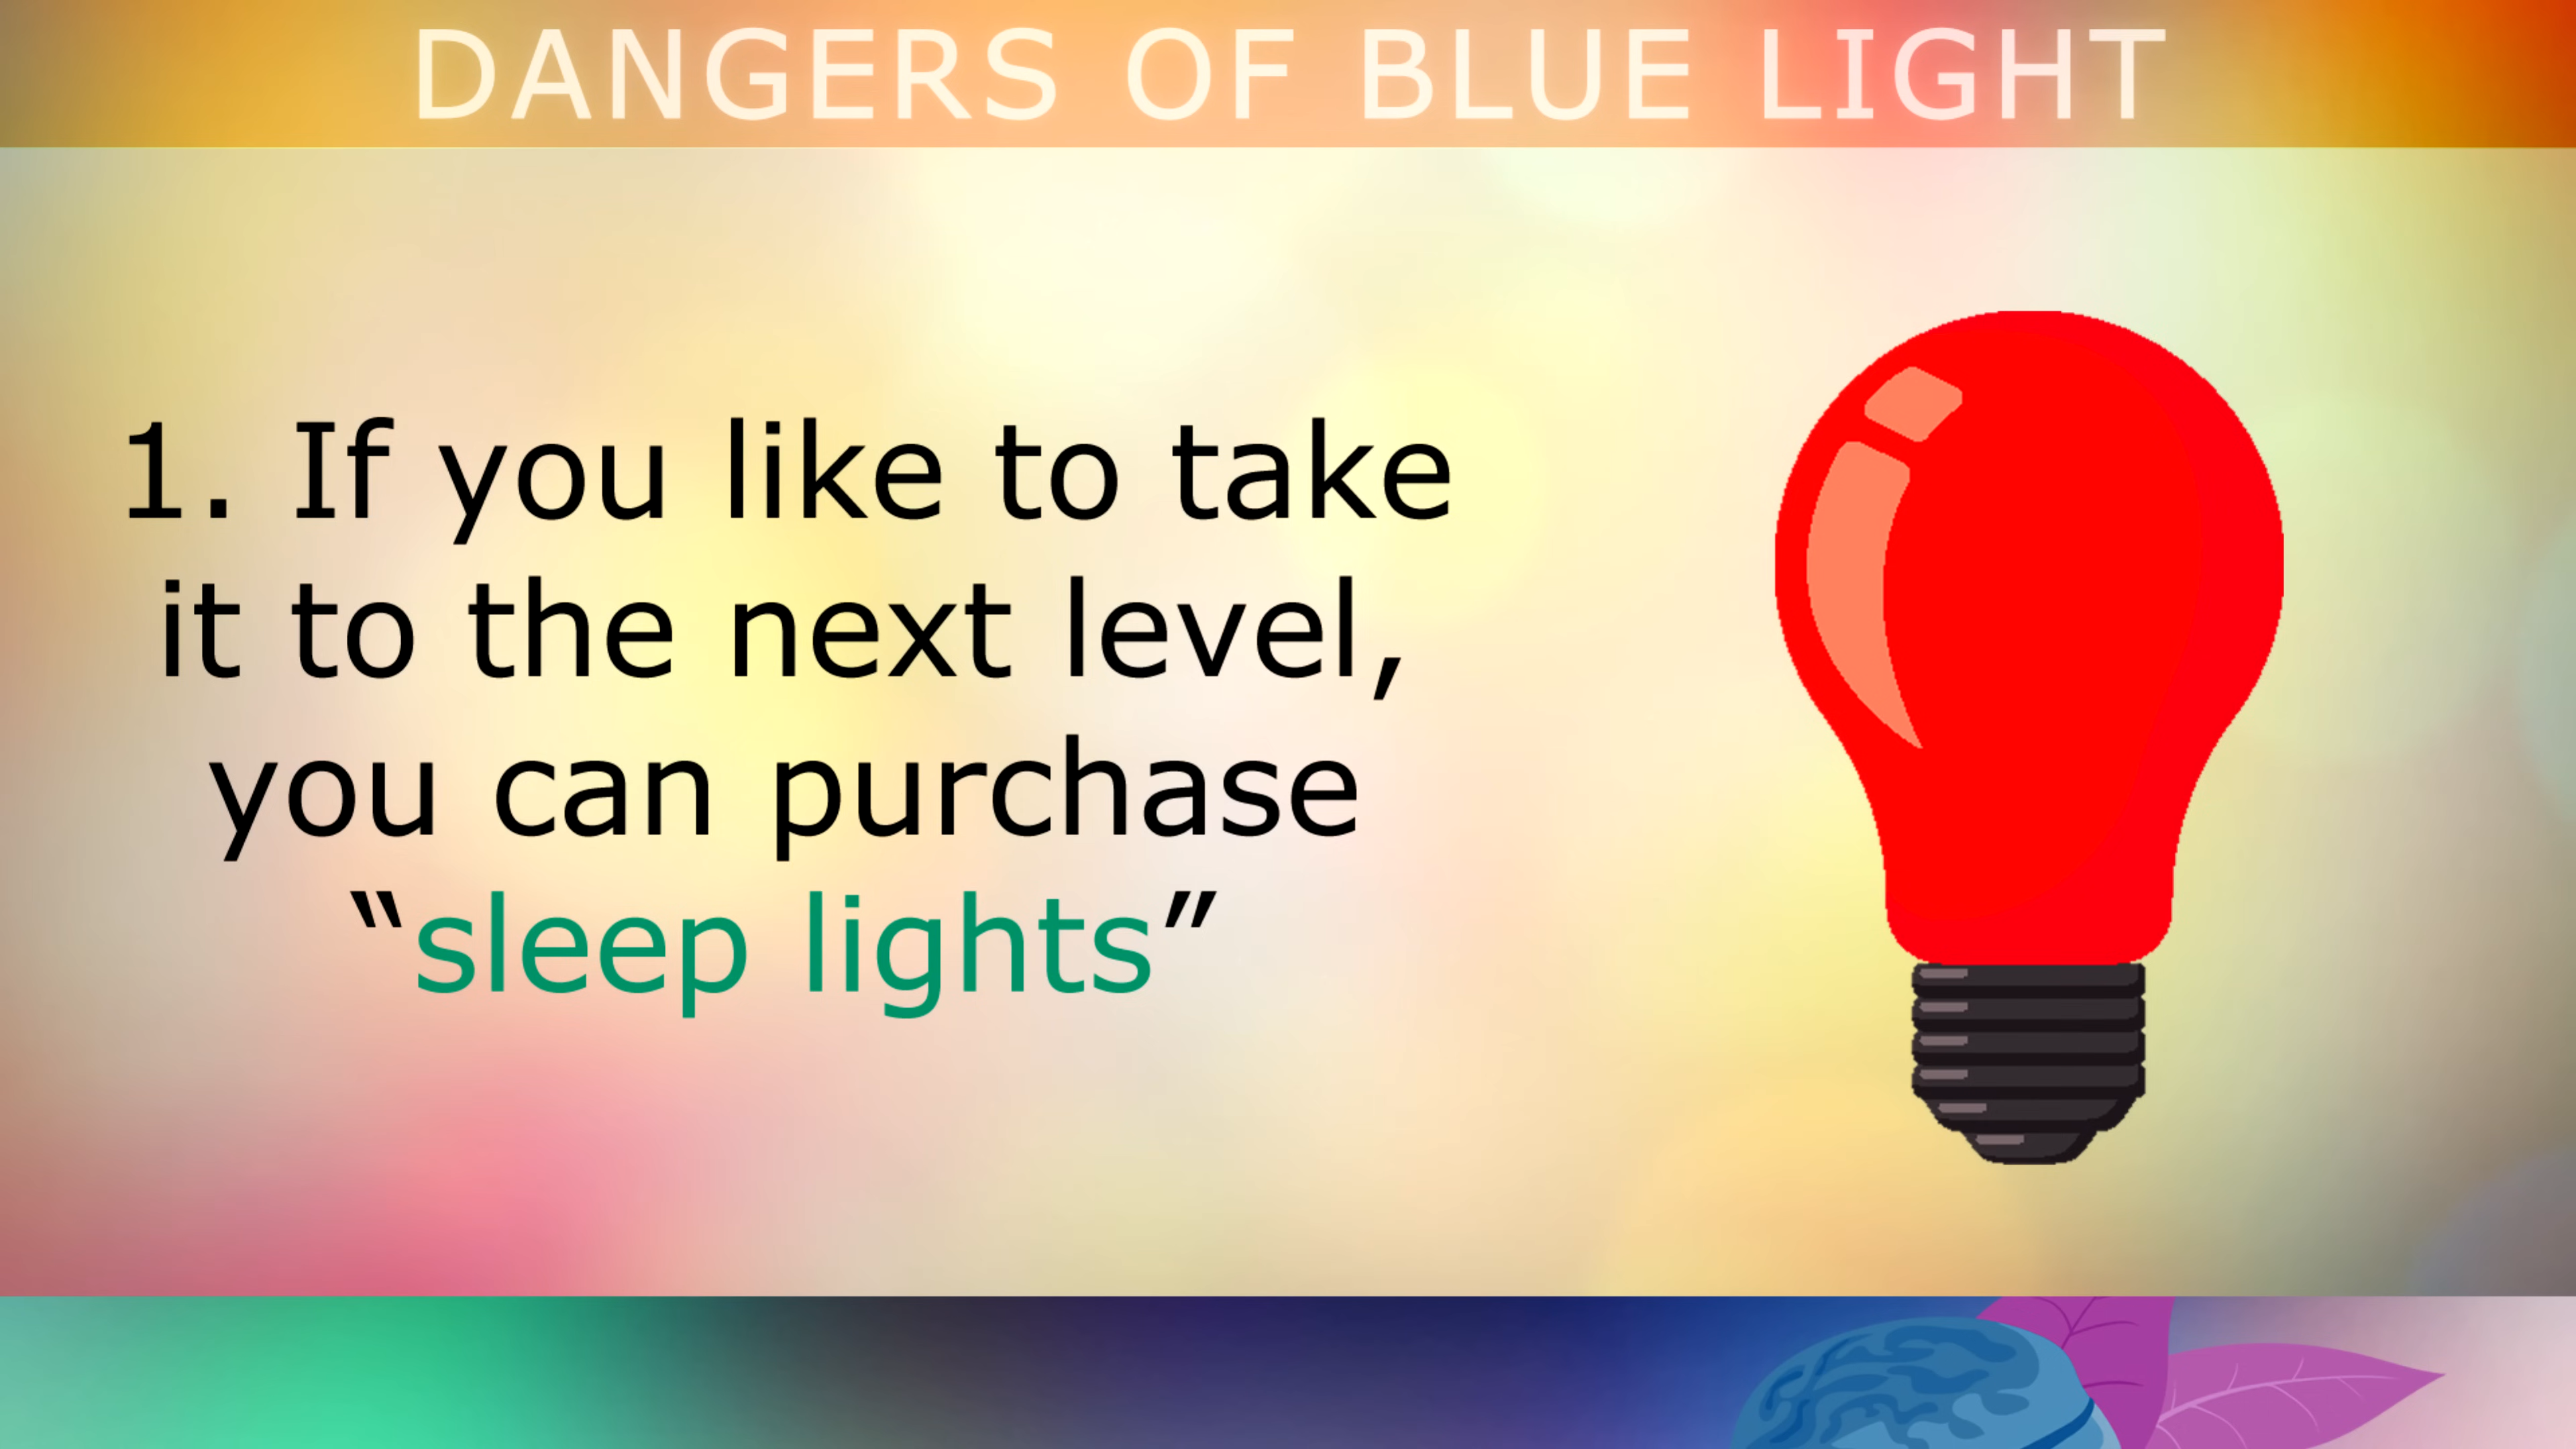 DANGERS OF BLUE LIGHT
1. If you like to take
it to the next level,
you can purchase
“sleep lights”